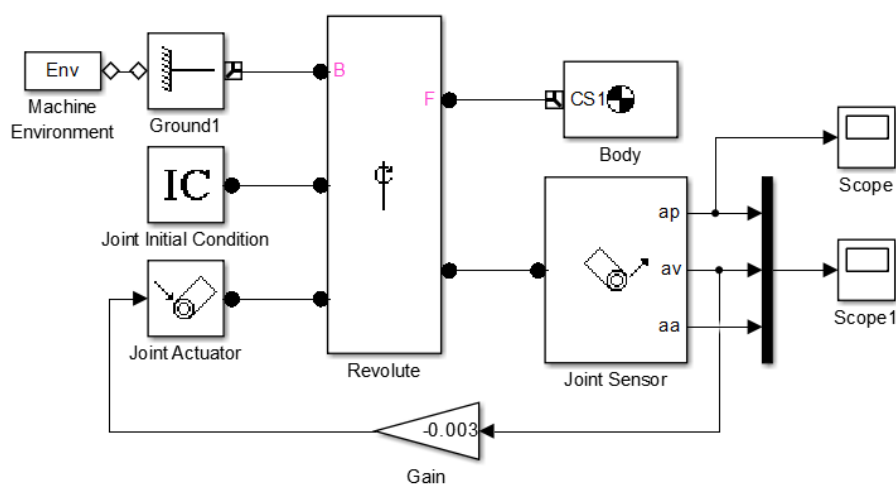 Env
Machine
Environment
Ground1
B
F
CS1
Body
Scope
IC
Joint Initial Condition
ap
av
aa
Scope1
Joint Actuator
Revolute
Joint Sensor
-0.003
Gain